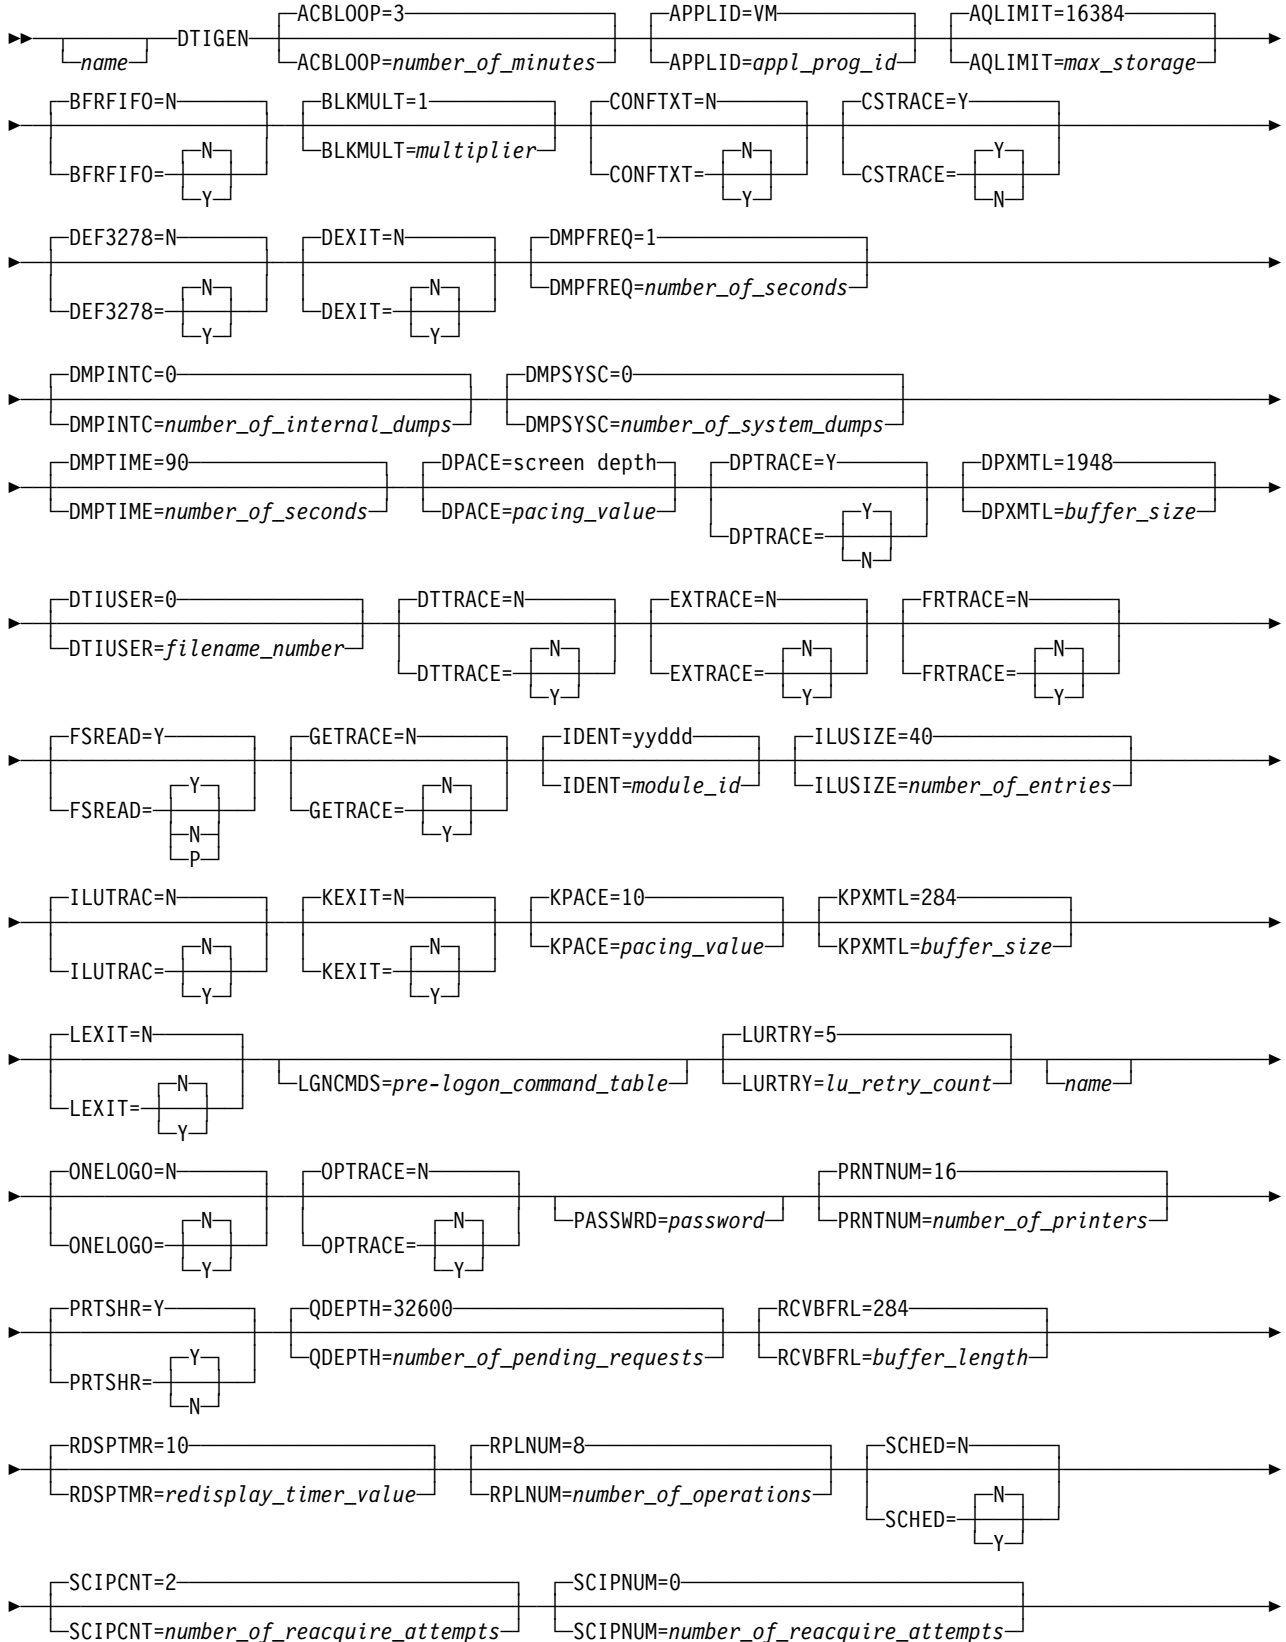 ACBLOOP=3 APPLID=VM AQLIMIT=16384
name DTIGEN ACBLOOP=number_of_minutes APPLID=appl_prog_id AQLIMIT=max_storage
BFRFIFO=N BLKMULT=1 CONFTXT=N CSTRACE=Y
N BLKMULT=multiplier N Y
BFRFIFO= CONFTXT= CSTRACE=
Y Y N
DEF3278=N DEXIT=N DMPFREQ=1
N N DMPFREQ=number_of_seconds
DEF3278= DEXIT=
Y Y
DMPINTC=0 DMPSYSC=0
DMPINTC=number_of_internal_dumps DMPSYSC=number_of_system_dumps
DMPTIME=90 DPACE=screen depth DPTRACE=Y DPXMTL=1948
DMPTIME=number_of_seconds DPACE=pacing_value Y DPXMTL=buffer_size
DPTRACE=
N
DTIUSER=0 DTTRACE=N EXTRACE=N FRTRACE=N
DTIUSER=filename_number N N N
DTTRACE= EXTRACE= FRTRACE=
Y Y Y
FSREAD=Y GETRACE=N IDENT=yyddd ILUSIZE=40
Y N IDENT=module_id ILUSIZE=number_of_entries
FSREAD= GETRACE=
N Y
P
ILUTRAC=N KEXIT=N KPACE=10 KPXMTL=284
N N KPACE=pacing_value KPXMTL=buffer_size
ILUTRAC= KEXIT=
Y Y
LEXIT=N LURTRY=5
N LGNCMDS=pre-logon_command_table LURTRY=lu_retry_count name
LEXIT=
Y
ONELOGO=N OPTRACE=N PRNTNUM=16
N N PASSWRD=password PRNTNUM=number_of_printers
ONELOGO= OPTRACE=
Y Y
PRTSHR=Y QDEPTH=32600 RCVBFRL=284
Y QDEPTH=number_of_pending_requests RCVBFRL=buffer_length
PRTSHR=
N
RDSPTMR=10 RPLNUM=8 SCHED=N
RDSPTMR=redisplay_timer_value RPLNUM=number_of_operations N
SCHED=
Y
SCIPCNT=2 SCIPNUM=0
SCIPCNT=number_of_reacquire_attempts SCIPNUM=number_of_reacquire_attempts